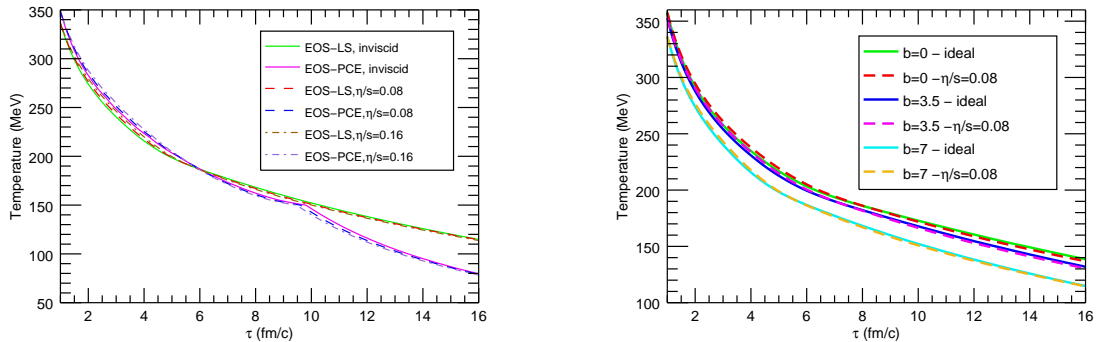 350
300
250
200
150
100
50
Temperature (MeV)
2 4 6 8 10 12 14 16
τ (fm/c)
EOS−LS, inviscid
EOS−PCE, inviscid
EOS−LS,η/s=0.08
EOS−PCE,η/s=0.08
EOS−LS,η/s=0.16
EOS−PCE,η/s=0.16
350
300
250
200
150
100
Temperature (MeV)
2 4 6 8 10 12 14 16
τ (fm/c)
b=0 − ideal
b=0 −η/s=0.08
b=3.5 − ideal
b=3.5 −η/s=0.08
b=7 − ideal
b=7 −η/s=0.08